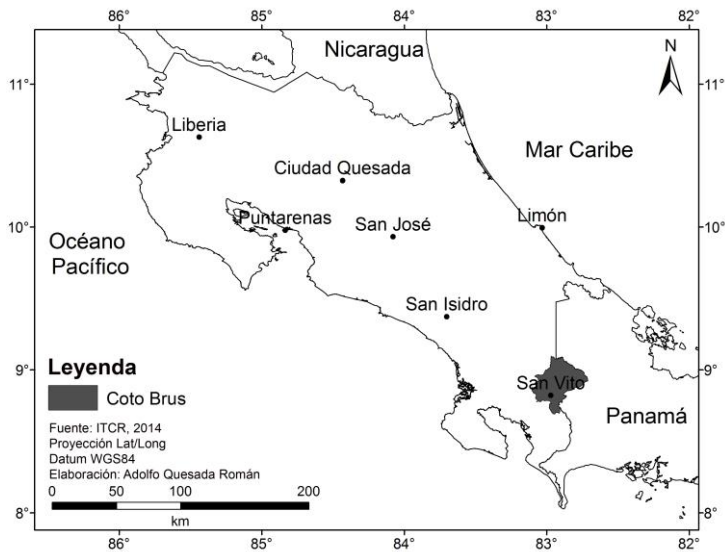 86° 85° 84° 83° 82°
Nicaragua
N
11° 11°
Liberia
Mar Caribe
Ciudad Quesada
Puntarenas
San José
Limón
10° 10°
Océano
Pacífico
San Isidro
9° 9°
Leyenda
Coto Brus
San Vito
Panamá
Fuente: ITCR, 2014
Proyección Lat/Long
Datum WGS84
Elaboración: Adolfo Quesada Román
0 50 100 200
km
8° 8°
86° 85° 84° 83° 82°